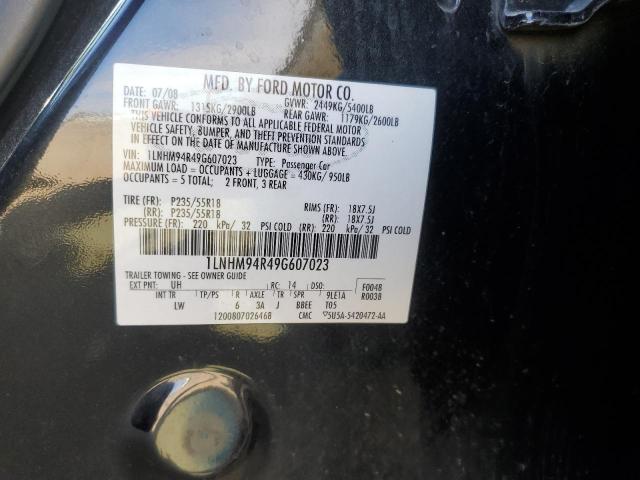 MFD. BY FORD MOTOR CO.
DATE: 07/08 GVWR: 2449KG/5400LB
FRONT GAWR: 1315KG/2900LB REAR GAWR: 1179KG/2600LB
THIS VEHICLE CONFORMS TO ALL APPLICABLE FEDERAL MOTOR
VEHICLE SAFETY, BUMPER, AND THEFT PREVENTION STANDARDS
IN EFFECT ON THE DATE OF MANUFACTURE SHOWN ABOVE.
VIN: 1LNHM94R49G607023 TYPE: Passenger Car
MAXIMUM LOAD = OCCUPANTS + LUGGAGE = 430KG/ 950LB
OCCUPANTS = 5 TOTAL; 2 FRONT, 3 REAR
TIRE (FR): P235/55R18 RIMS (FR): 18X7.5J
(RR): P235/55R18 (RR): 18X7.5J
PRESSURE (FR): 220 kPa/ 32 PSI COLD (RR): 220 kPa/ 32 PSI COLD
1LNHM94R49G607023
TRAILER TOWING - SEE OWNER GUIDE
EXT PNT: UH RC: 14 DSO: F0048
R0038
INT TR TP/PS R AXLE TR SPR 9LE1A
LW 6 3A J BBEE T05
1200807026468 CMC 5U5A-5420472-AA